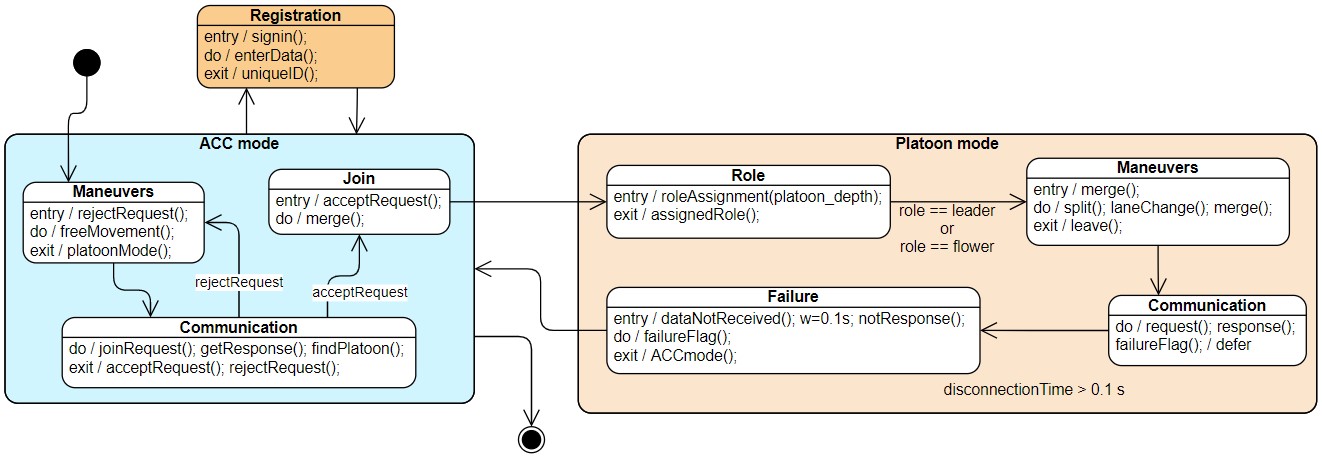 Registration
entry / signin();
do / enterData();
exit / uniqueID();
ACC mode
Maneuvers
entry / rejectRequest();
do / freeMovement();
exit / platoonMode();
Join
entry / acceptRequest();
do / merge();
rejectRequest
acceptRequest
Communication
do / joinRequest(); getResponse(); findPlatoon();
exit / acceptRequest(); rejectRequest();
Platoon mode
Role
entry / roleAssignment(platoon_depth);
exit / assignedRole();
role == leader
or
role == flower
Maneuvers
entry / merge();
do / split(); laneChange(); merge();
exit / leave();
Failure
entry / dataNotReceived(); w=0.1s; notResponse();
do / failureFlag();
exit / ACCmode();
Communication
do / request(); response();
failureFlag(); / defer
disconnectionTime > 0.1 s